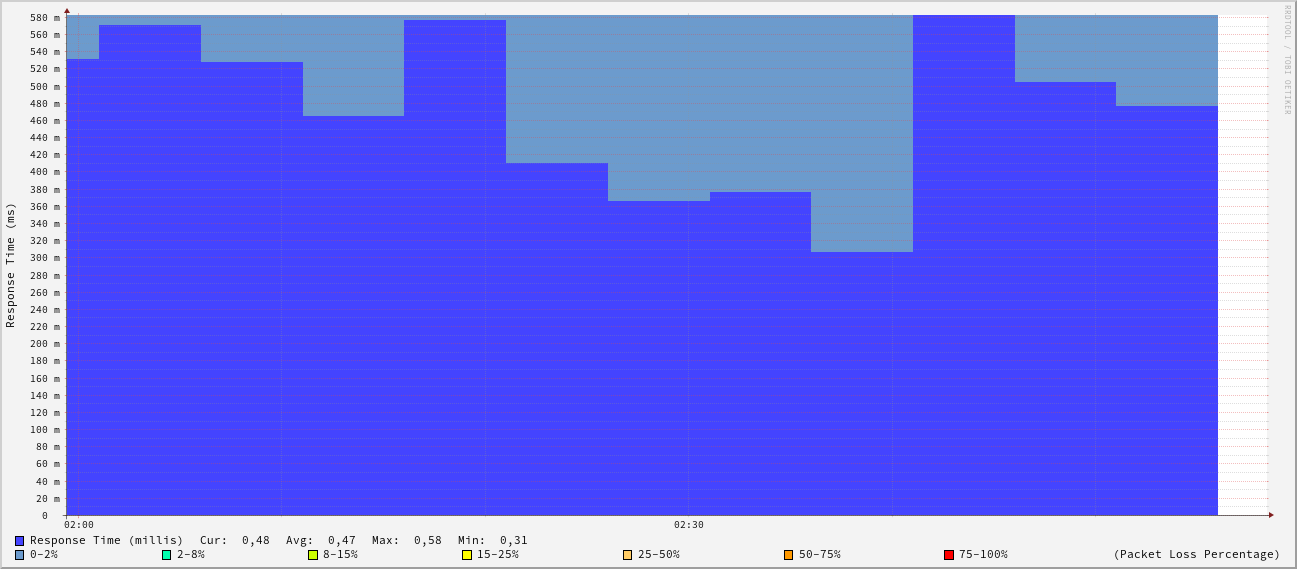 RRDTOOL / TOBI OETIKER
Response Time (ms)
580 m
560 m
540 m
520 m
500 m
480 m
460 m
440 m
420 m
400 m
380 m
360 m
340 m
320 m
300 m
280 m
260 m
240 m
220 m
200 m
180 m
160 m
140 m
120 m
100 m
80 m
60 m
40 m
20 m
0
02:00 02:30
Response Time (millis) Cur: 0,48 Avg: 0,47 Max: 0,58 Min: 0,31
0-2% 2-8% 8-15% 15-25% 25-50% 50-75% 75-100% (Packet Loss Percentage)